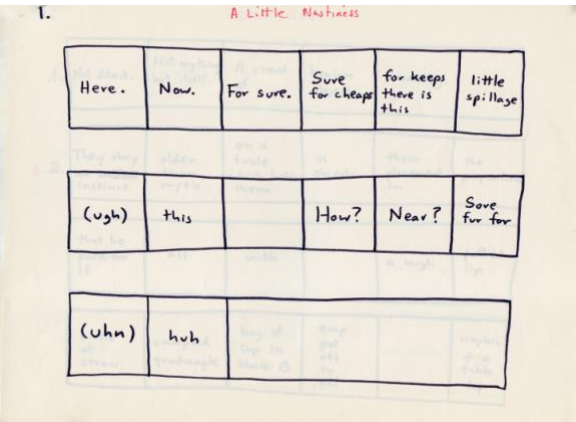 1.
A Little Nastiness
Here.
Now.
For sure.
Sure
for cheaps
for keeps
there is
this
little
spillage
(ugh)
this
How?
Near?
Sore
fur for
(uhn)
huh